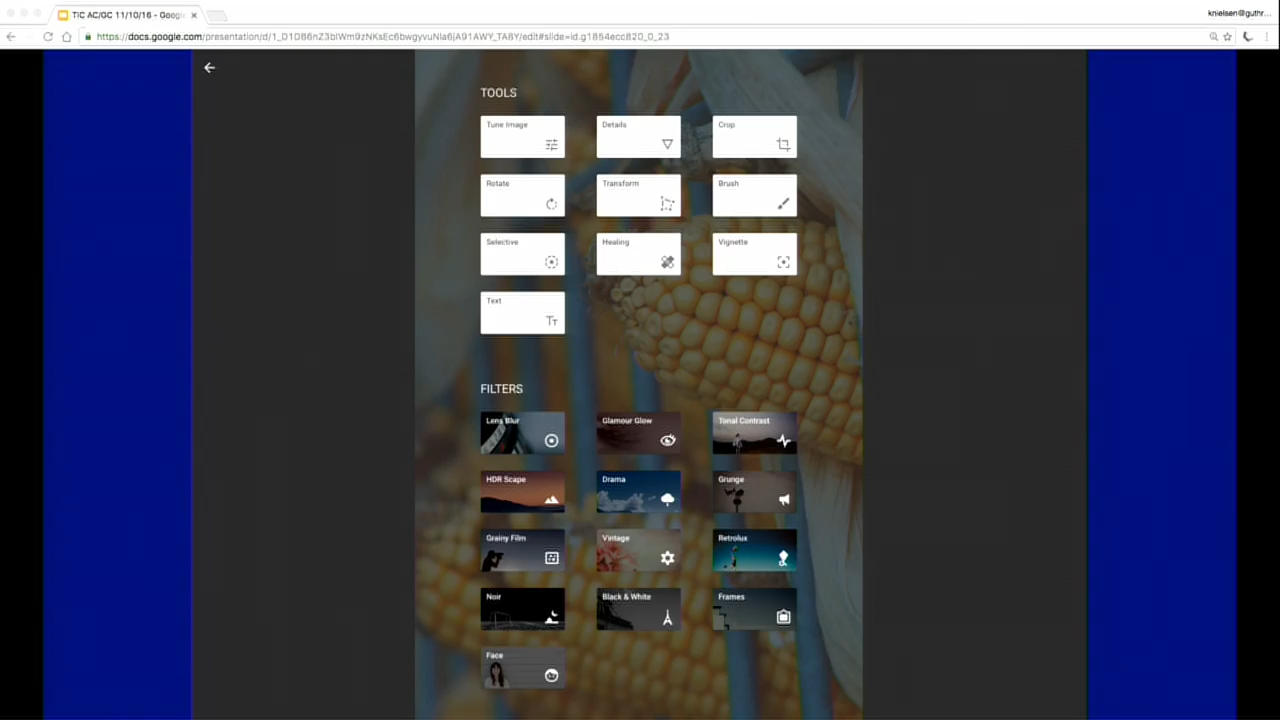 TIC AC/GC 11/10/16 - Google
knielsen@guthr...
https://docs.google.com/presentation/d/1_D1D86nZ3blWm9zNKsEc6bwgyvuNla6jA91AWY_TA8Y/edit#slide=id.g1854ecc820_0_23
TOOLS
Tune Image Details Crop
Rotate Transform Brush
Selective Healing Vignette
Text
FILTERS
Lens Blur Glamour Glow Tonal Contrast
HDR Scape Drama Grunge
Grainy Film Vintage Retrolux
Noir Black & White Frames
Face